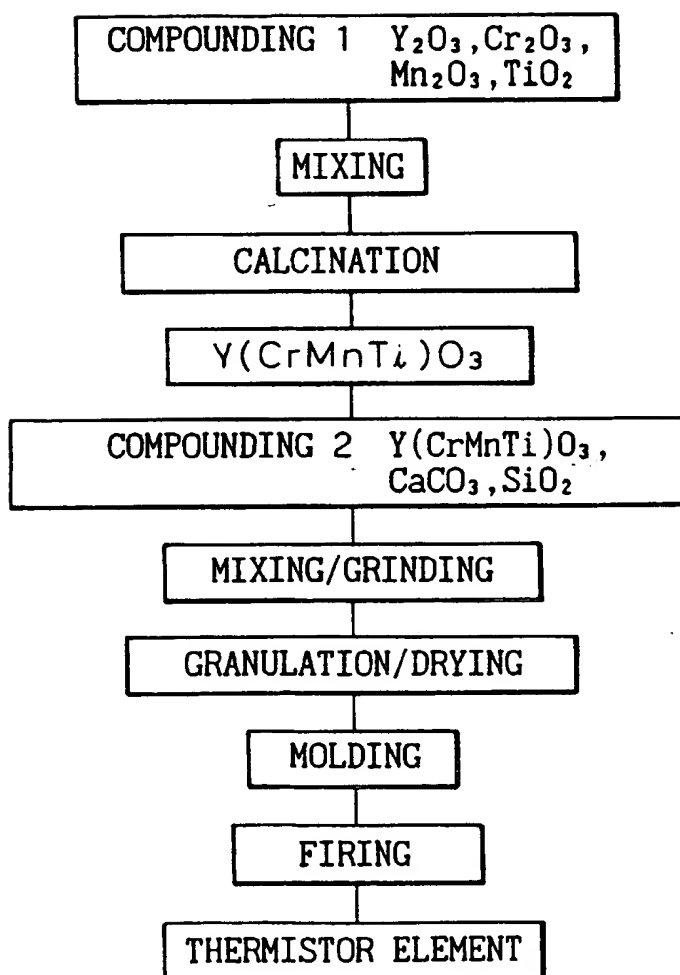 COMPOUNDING 1 Y₂O₃,Cr₂O₃,
Mn₂O₃,TiO₂
MIXING
CALCINATION
Y(CrMnTi)O₃
COMPOUNDING 2 Y(CrMnTi)O₃,
CaCO₃,SiO₂
MIXING/GRINDING
GRANULATION/DRYING
MOLDING
FIRING
THERMISTOR ELEMENT